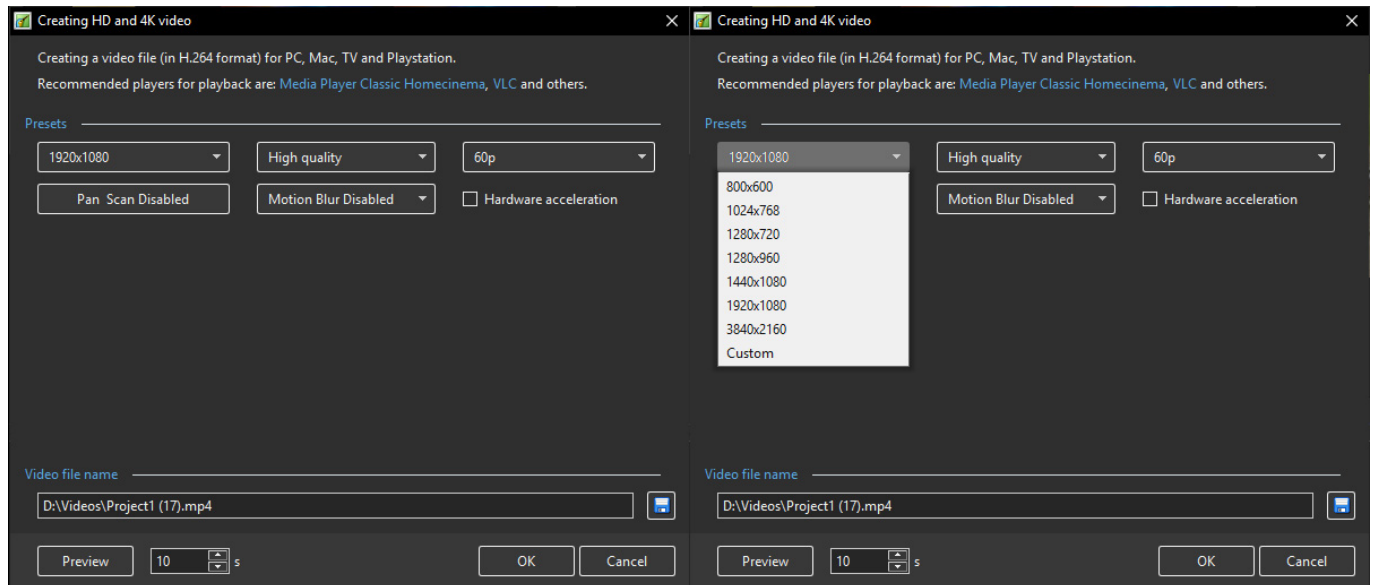 Creating HD and 4K video
Creating a video file (in H.264 format) for PC, Mac, TV and Playstation.
Recommended players for playback are: Media Player Classic Homecinema, VLC and others.
Presets
1920x1080 High quality 60p
Pan Scan Disabled Motion Blur Disabled Hardware acceleration
Video file name
D:\Videos\Project1 (17).mp4
Preview 10 s OK Cancel
Creating HD and 4K video
Creating a video file (in H.264 format) for PC, Mac, TV and Playstation.
Recommended players for playback are: Media Player Classic Homecinema, VLC and others.
Presets
1920x1080 High quality 60p
800x600
Motion Blur Disabled Hardware acceleration
1024x768
1280x720
1280x960
1440x1080
1920x1080
3840x2160
Custom
Video file name
D:\Videos\Project1 (17).mp4
Preview 10 s OK Cancel